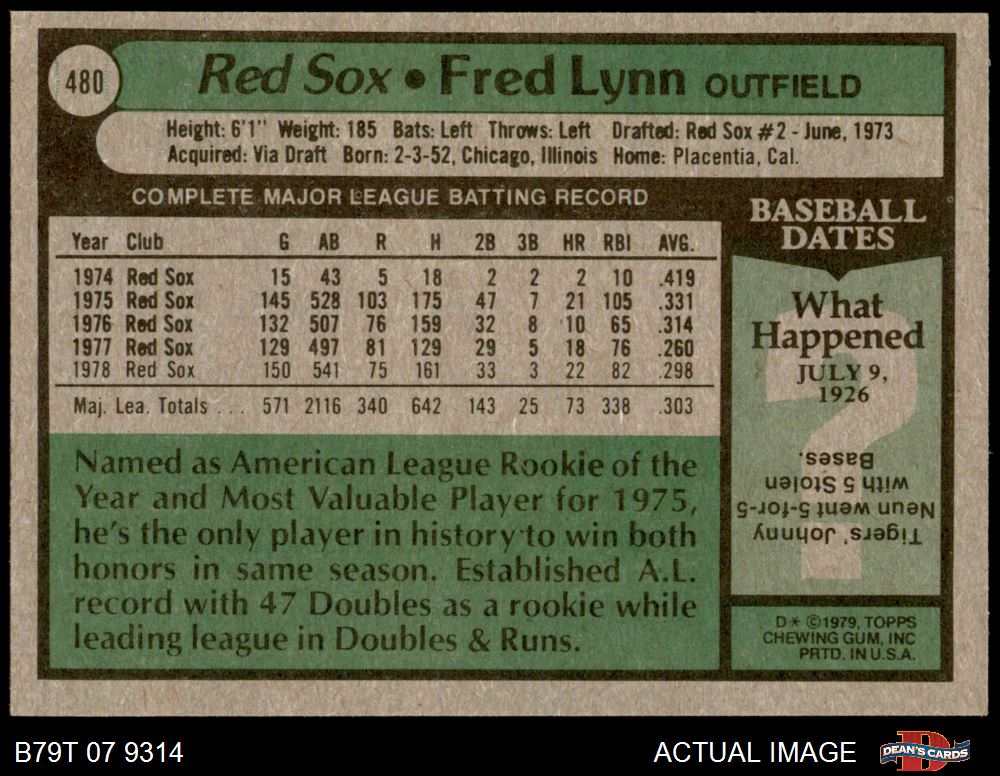 480
Red Sox • Fred Lynn OUTFIELD
Height: 6'1" Weight: 185 Bats: Left Throws: Left Drafted: Red Sox #2 - June, 1973
Acquired: Via Draft Born: 2-3-52, Chicago, Illinois Home: Placentia, Cal.
COMPLETE MAJOR LEAGUE BATTING RECORD
Year Club G AB R H 2B 3B HR RBI AVG.
1974 Red Sox 15 43 5 18 2 2 2 10 .419
1975 Red Sox 145 528 103 175 47 7 21 105 .331
1976 Red Sox 132 507 76 159 32 8 10 65 .314
1977 Red Sox 129 497 81 129 29 5 18 76 .260
1978 Red Sox 150 541 75 161 33 3 22 82 .298
Maj. Lea. Totals . . . 571 2116 340 642 143 25 73 338 .303
Named as American League Rookie of the
Year and Most Valuable Player for 1975,
he's the only player in history to win both
honors in same season. Established A.L.
record with 47 Doubles as a rookie while
leading league in Doubles & Runs.
BASEBALL
DATES
What
Happened
JULY 9,
1926
?
Tigers' Johnny
Neun went 5-for-5
with 5 Stolen
Bases.
D* ©1979, TOPPS
CHEWING GUM, INC
PRTD. IN U.S.A.
B79T 07 9314
ACTUAL IMAGE
D
DEAN'S CARDS